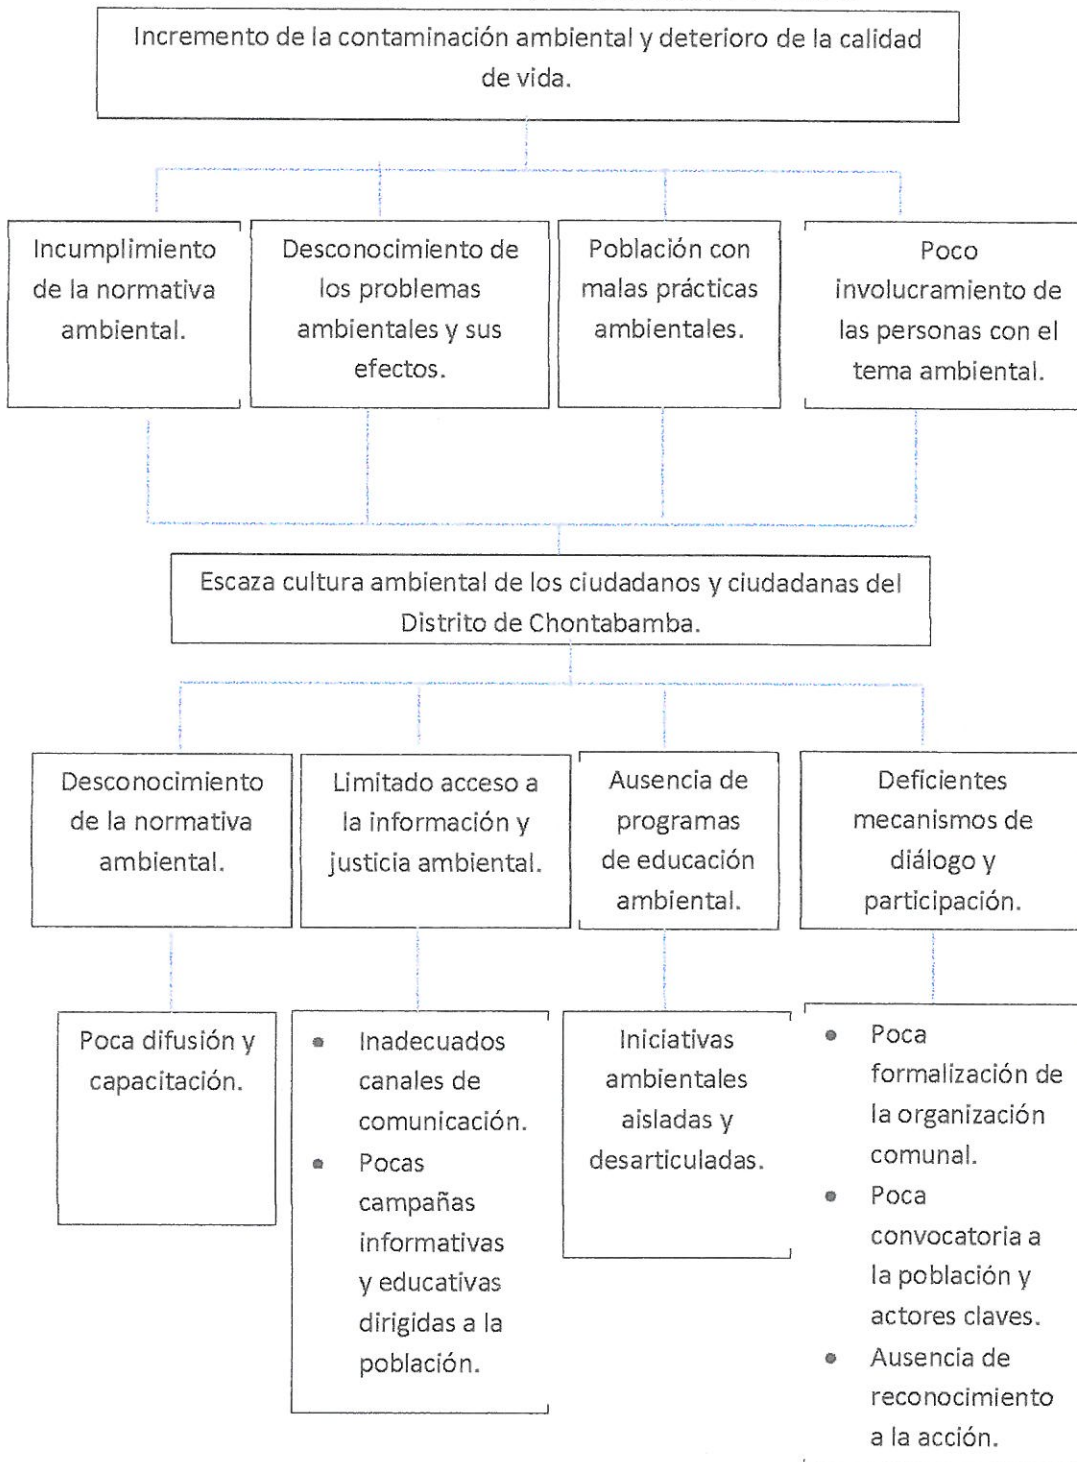 Incremento de la contaminación ambiental y deterioro de la calidad
de vida.
Incumplimiento
de la normativa
ambiental.
Desconocimiento de
los problemas
ambientales y sus
efectos.
Población con
malas prácticas
ambientales.
Poco
involucramiento de
las personas con el
tema ambiental.
Escaza cultura ambiental de los ciudadanos y ciudadanas del
Distrito de Chontabamba.
Desconocimiento
de la normativa
ambiental.
Limitado acceso a
la información y
justicia ambiental.
Ausencia de
programas
de educación
ambiental.
Deficientes
mecanismos de
diálogo y
participación.
Poca difusión y
capacitación.
• Inadecuados
canales de
comunicación.
• Pocas
campañas
informativas
y educativas
dirigidas a la
población.
Iniciativas
ambientales
aisladas y
desarticuladas.
• Poca
formalización de
la organización
comunal.
• Poca
convocatoria a
la población y
actores claves.
• Ausencia de
reconocimiento
a la acción.